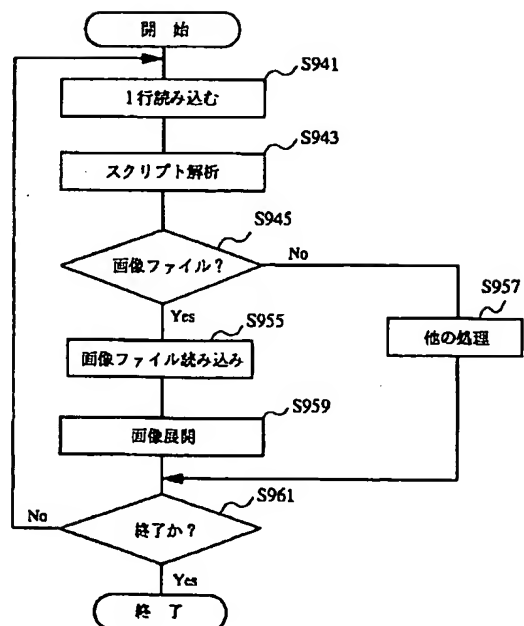 開 始
S941
1行読み込む
S943
スクリプト解析
S945
画像ファイル?
No
S957
Yes
S955
他の処理
画像ファイル読み込み
S959
画像展開
S961
No
終了か?
Yes
終 了